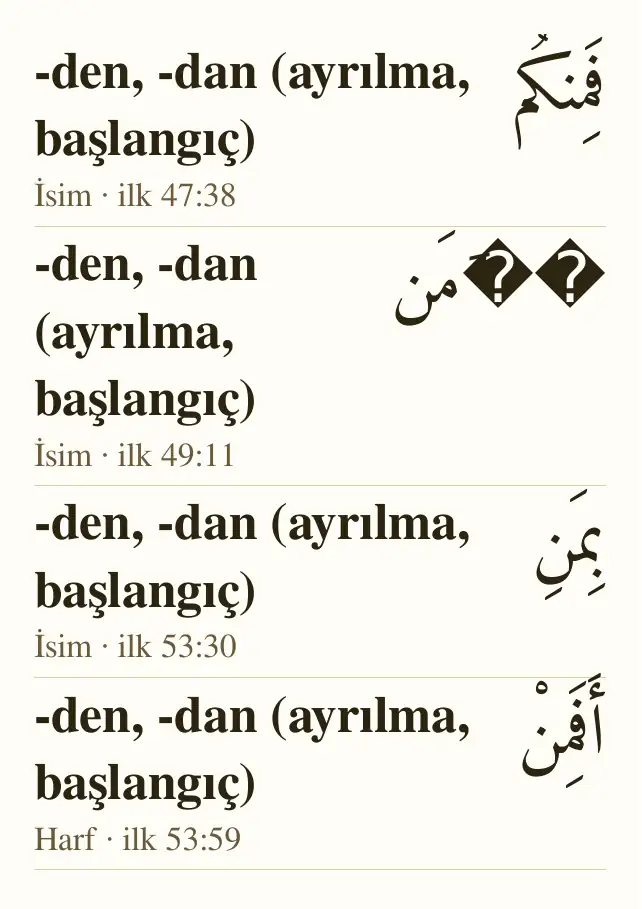 -den, -dan (ayrılma, başlangıç)
فَمِنكُم
İsim · ilk 47:38
-den, -dan (ayrılma, başlangıç)
��َمَن
İsim · ilk 49:11
-den, -dan (ayrılma, başlangıç)
بِمَنِ
İsim · ilk 53:30
-den, -dan (ayrılma, başlangıç)
أَفَمِنْ
Harf · ilk 53:59